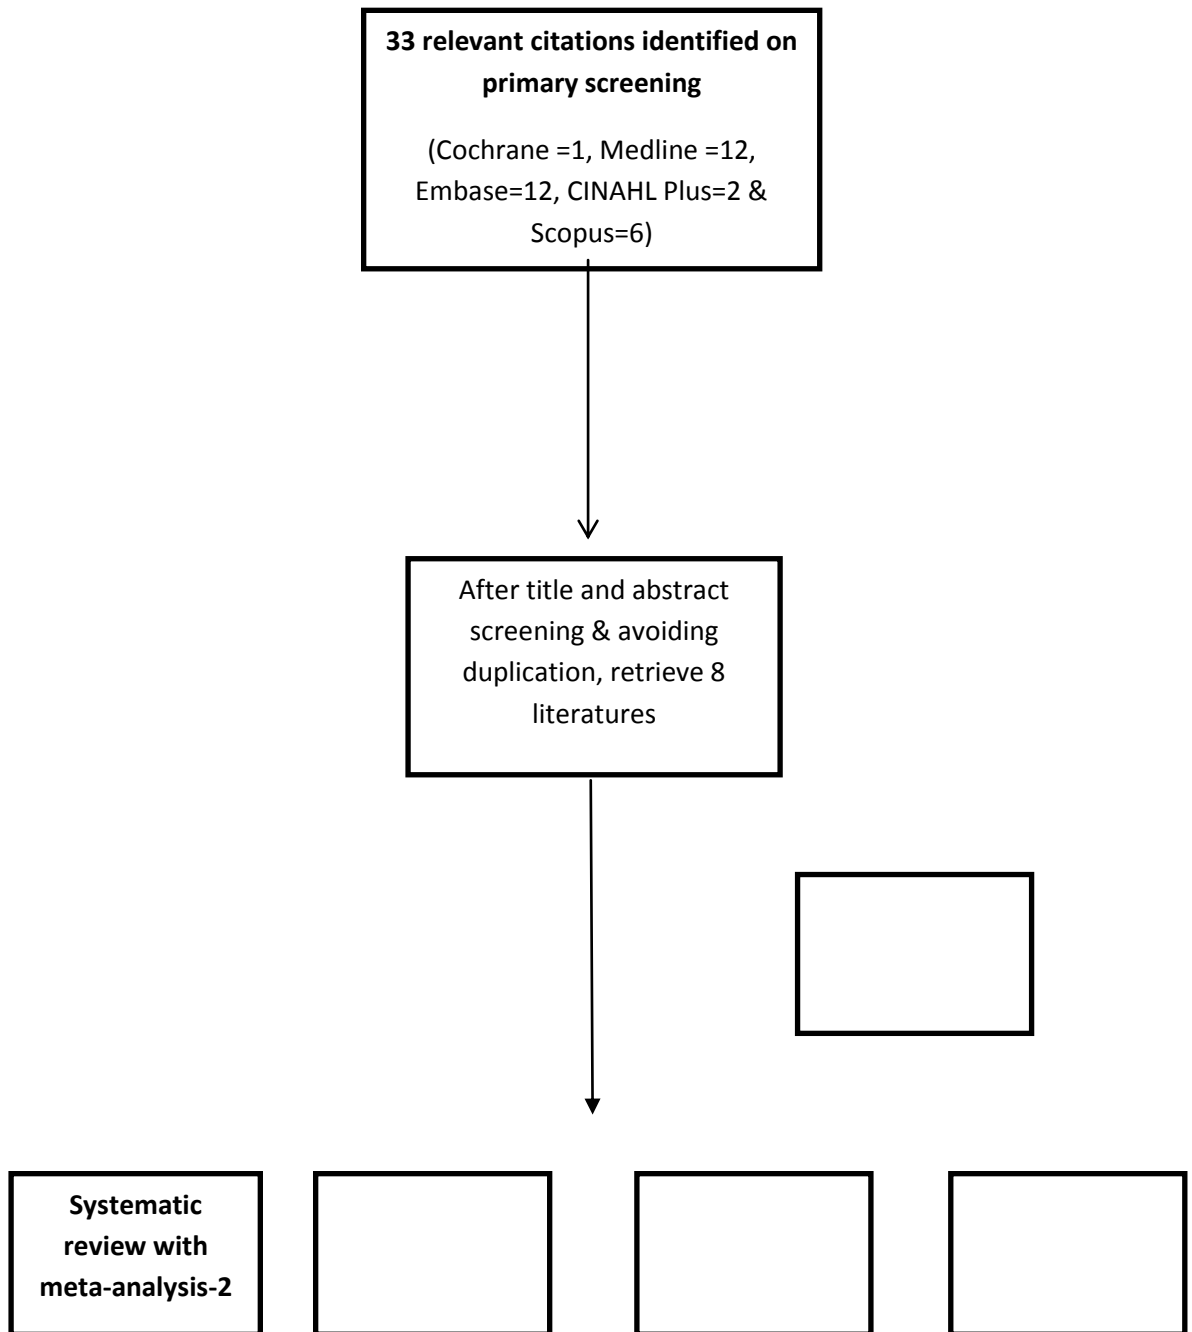 33 relevant citations identified on
primary screening
(Cochrane =1, Medline =12,
Embase=12, CINAHL Plus=2 &
Scopus=6)
After title and abstract
screening & avoiding
duplication, retrieve 8
literatures
Systematic
review with
meta-analysis-2